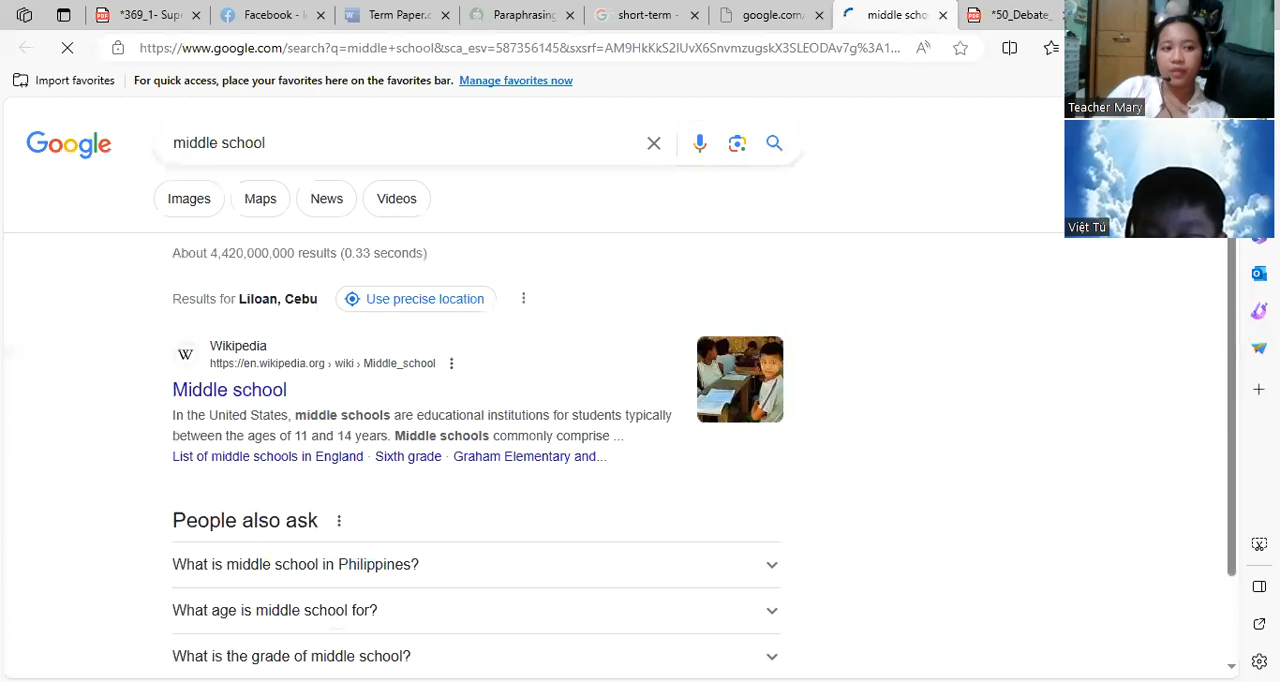 *369_1- Sup
Facebook -
Term Paper.c
Paraphrasing
short-term -
google.com/
middle scho
*50_Debate_
https://www.google.com/search?q=middle+school&sca_esv=587356145&sxsrf=AM9HkKkS2IUvX6SnvmzugskX3SLEODAv7g%3A1...
Import favorites
For quick access, place your favorites here on the favorites bar. Manage favorites now
Teacher Mary
Google
middle school
Images
Maps
News
Videos
Việt Tú
About 4,420,000,000 results (0.33 seconds)
Results for Liloan, Cebu
Use precise location
W
Wikipedia
https://en.wikipedia.org › wiki › Middle_school
Middle school
In the United States, middle schools are educational institutions for students typically
between the ages of 11 and 14 years. Middle schools commonly comprise ...
List of middle schools in England · Sixth grade · Graham Elementary and...
People also ask
What is middle school in Philippines?
What age is middle school for?
What is the grade of middle school?